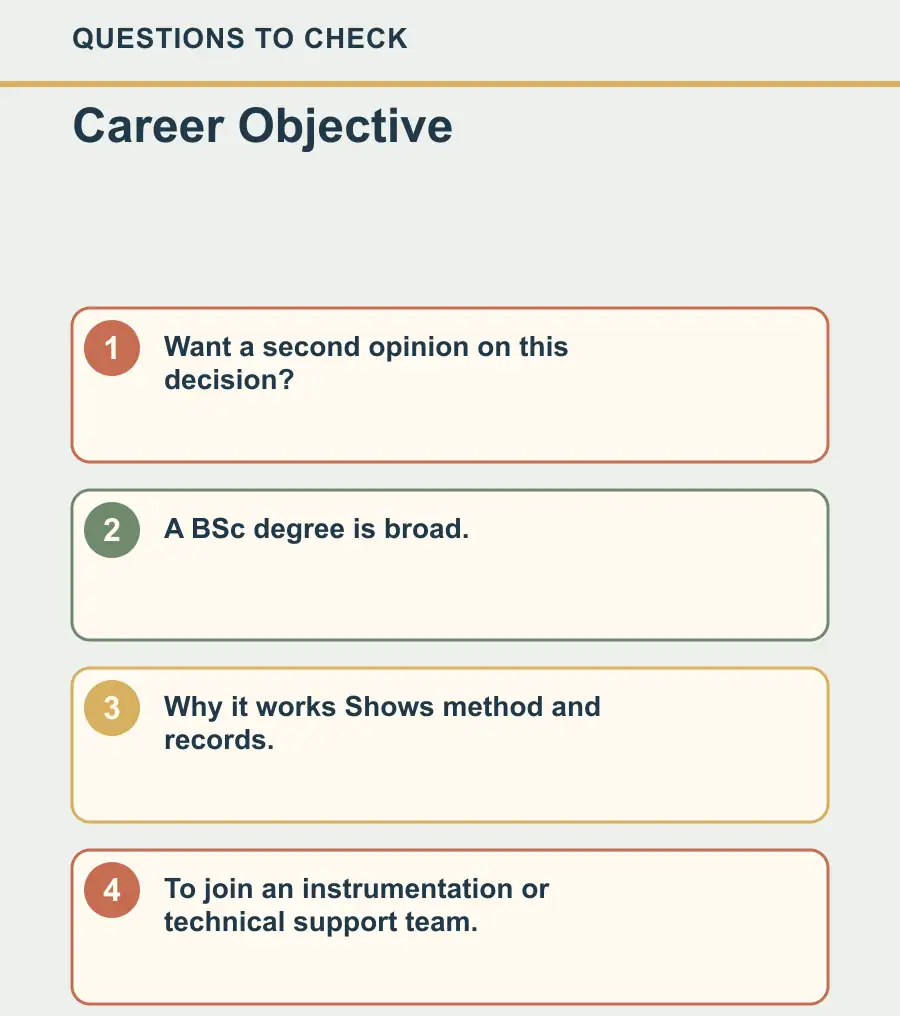 QUESTIONS TO CHECK
Career Objective
1
Want a second opinion on this
decision?
2
A BSc degree is broad.
3
Why it works Shows method and
records.
4
To join an instrumentation or
technical support team.